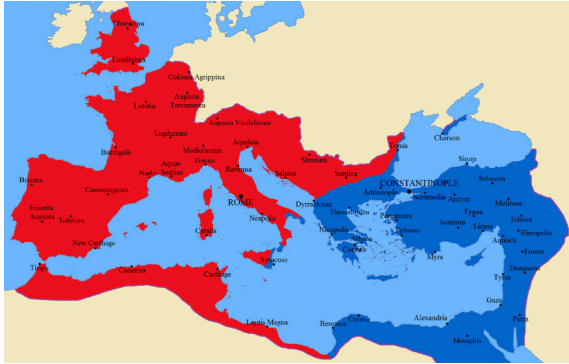 Eburacum
Londinium
Colonia Agrippina
Lutetia
Augusta
Treverorum
Augusta Vindelicum
Lugdunum
Mediolanum
Aquileia
Genua
Burdigala
Ravenna
Narbo
Aquae
Sextiae
Salona
Sirmium
Serdica
Tomis
Cherson
Sinop
Bracara
Caesaragusta
Emerita
Augusta
Toletum
New Carthage
Tingis
Caesarea
Caralis
Carthage
ROME
Neapolis
Syracuse
Leptis Magna
Dyrrachium
Adrianople
CONSTANTINOPLE
Nicomedia
Ancyra
Sebastea
Melitene
Thessalonica
Nicopolis
Athens
Corinth
Pergamum
Ephesus
Iconium
Tyana
Tarsus
Edessa
Hierapolis
Antioch
Myra
Emesa
Damascus
Tyrus
Gaza
Petra
Alexandria
Memphis
Cyrene
Berenice